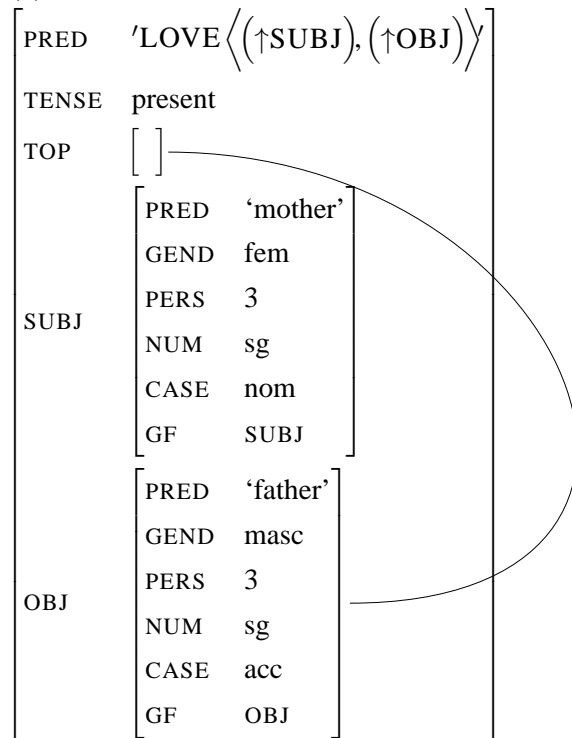 PRED 'LOVE⟨(↑SUBJ),(↑OBJ)⟩'
TENSE present
TOP [ ]
PRED ‘mother’
GEND fem
PERS 3
SUBJ
NUM sg
CASE nom
GF SUBJ
PRED ‘father’
GEND masc
PERS 3
OBJ
NUM sg
CASE acc
GF OBJ